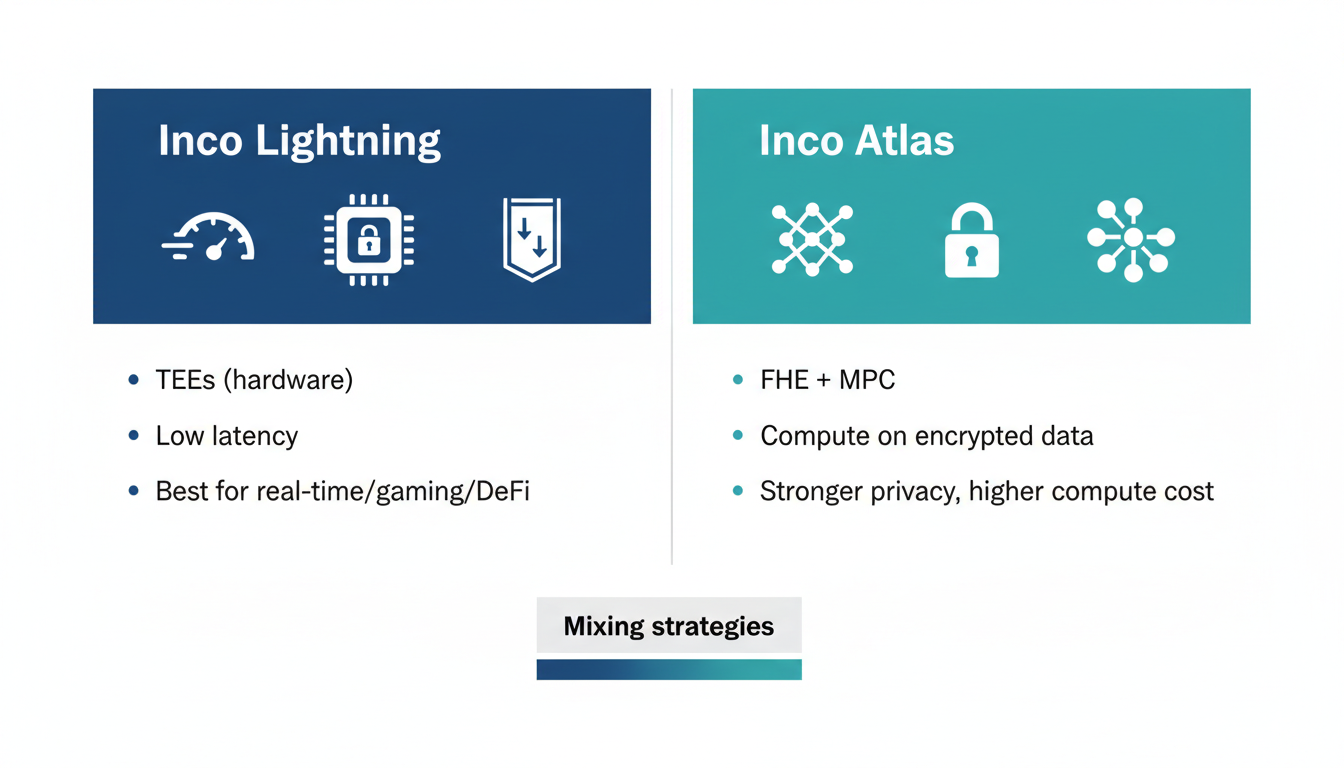 Inco Lightning
TEEs (hardware)
Low latency
Best for real-time/gaming/DeFi
Inco Atlas
FHE + MPC
Compute on encrypted data
Stronger privacy, higher compute cost
Mixing strategies